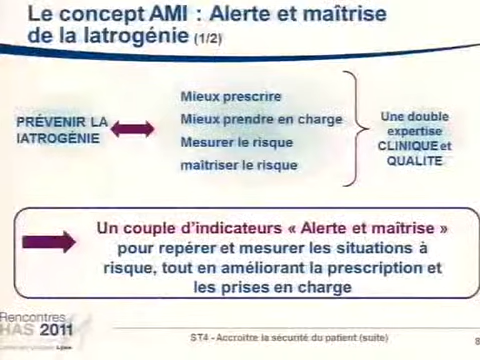 Le concept AMI : Alerte et maîtrise
de la Iatrogénie (1/2)
PRÉVENIR LA
IATROGÉNIE
Mieux prescrire
Mieux prendre en charge
Mesurer le risque
maîtriser le risque
Une double
expertise
CLINIQUE et
QUALITE
Un couple d'indicateurs « Alerte et maîtrise »
pour repérer et mesurer les situations à
risque, tout en améliorant la prescription et
les prises en charge
Rencontres
HAS 2011
ST4 - Accroître la sécurité du patient (suite)
8